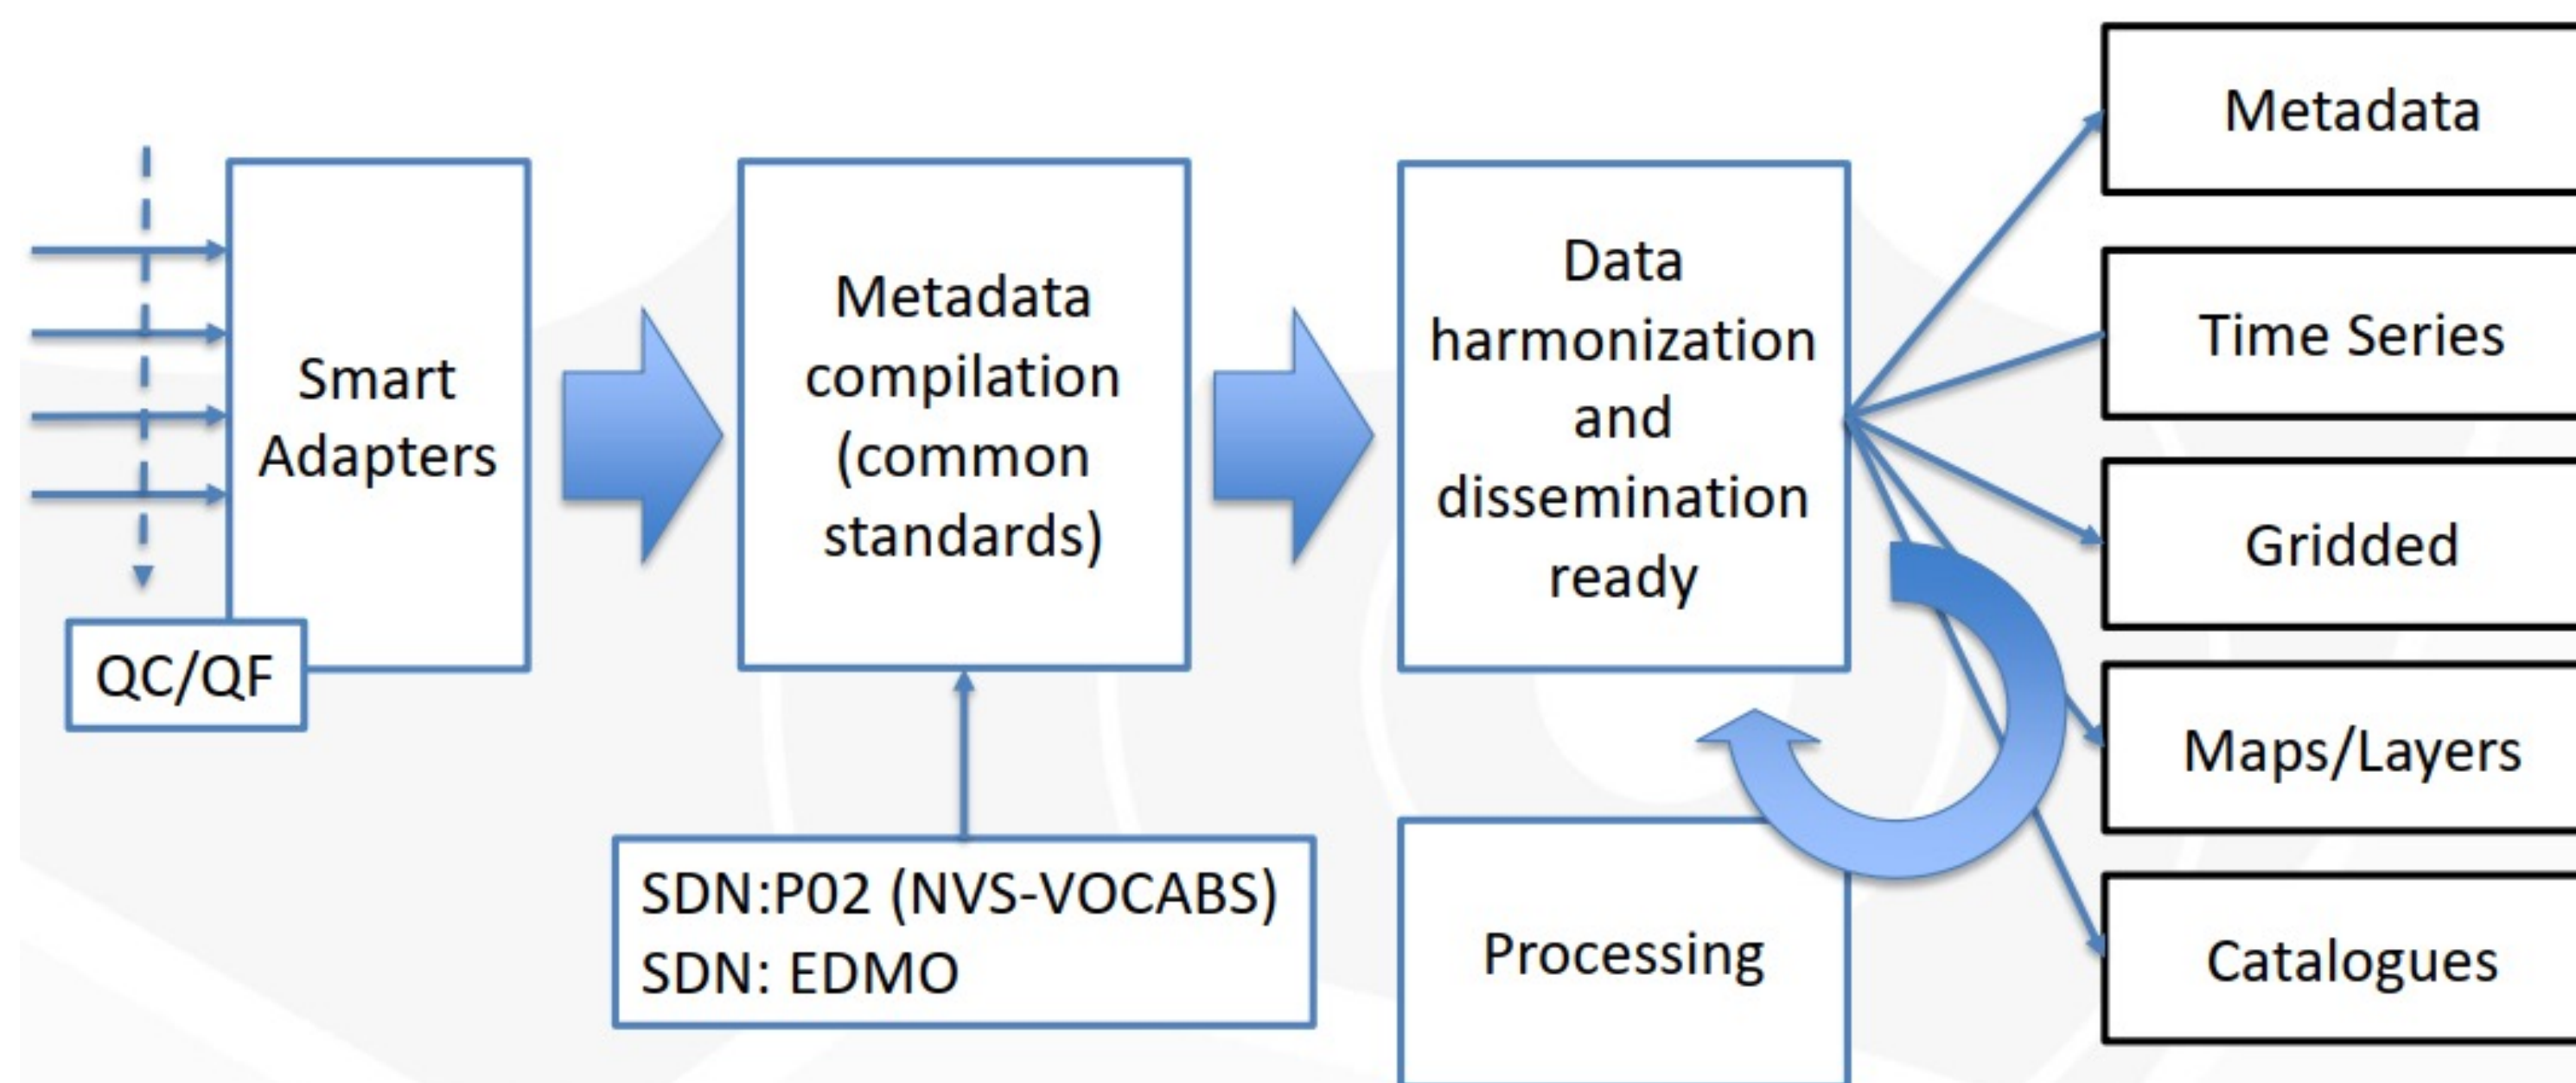 Smart
Adapters
QC/QF
Metadata
compilation
(common
standards)
SDN:P02 (NVS-VOCABS)
SDN: EDMO
Data
harmonization
and
dissemination
ready
Processing
Metadata
Time Series
Gridded
Maps/Layers
Catalogues